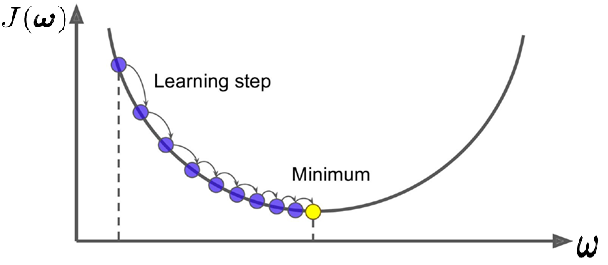 J(ω)
Learning step
Minimum
ω